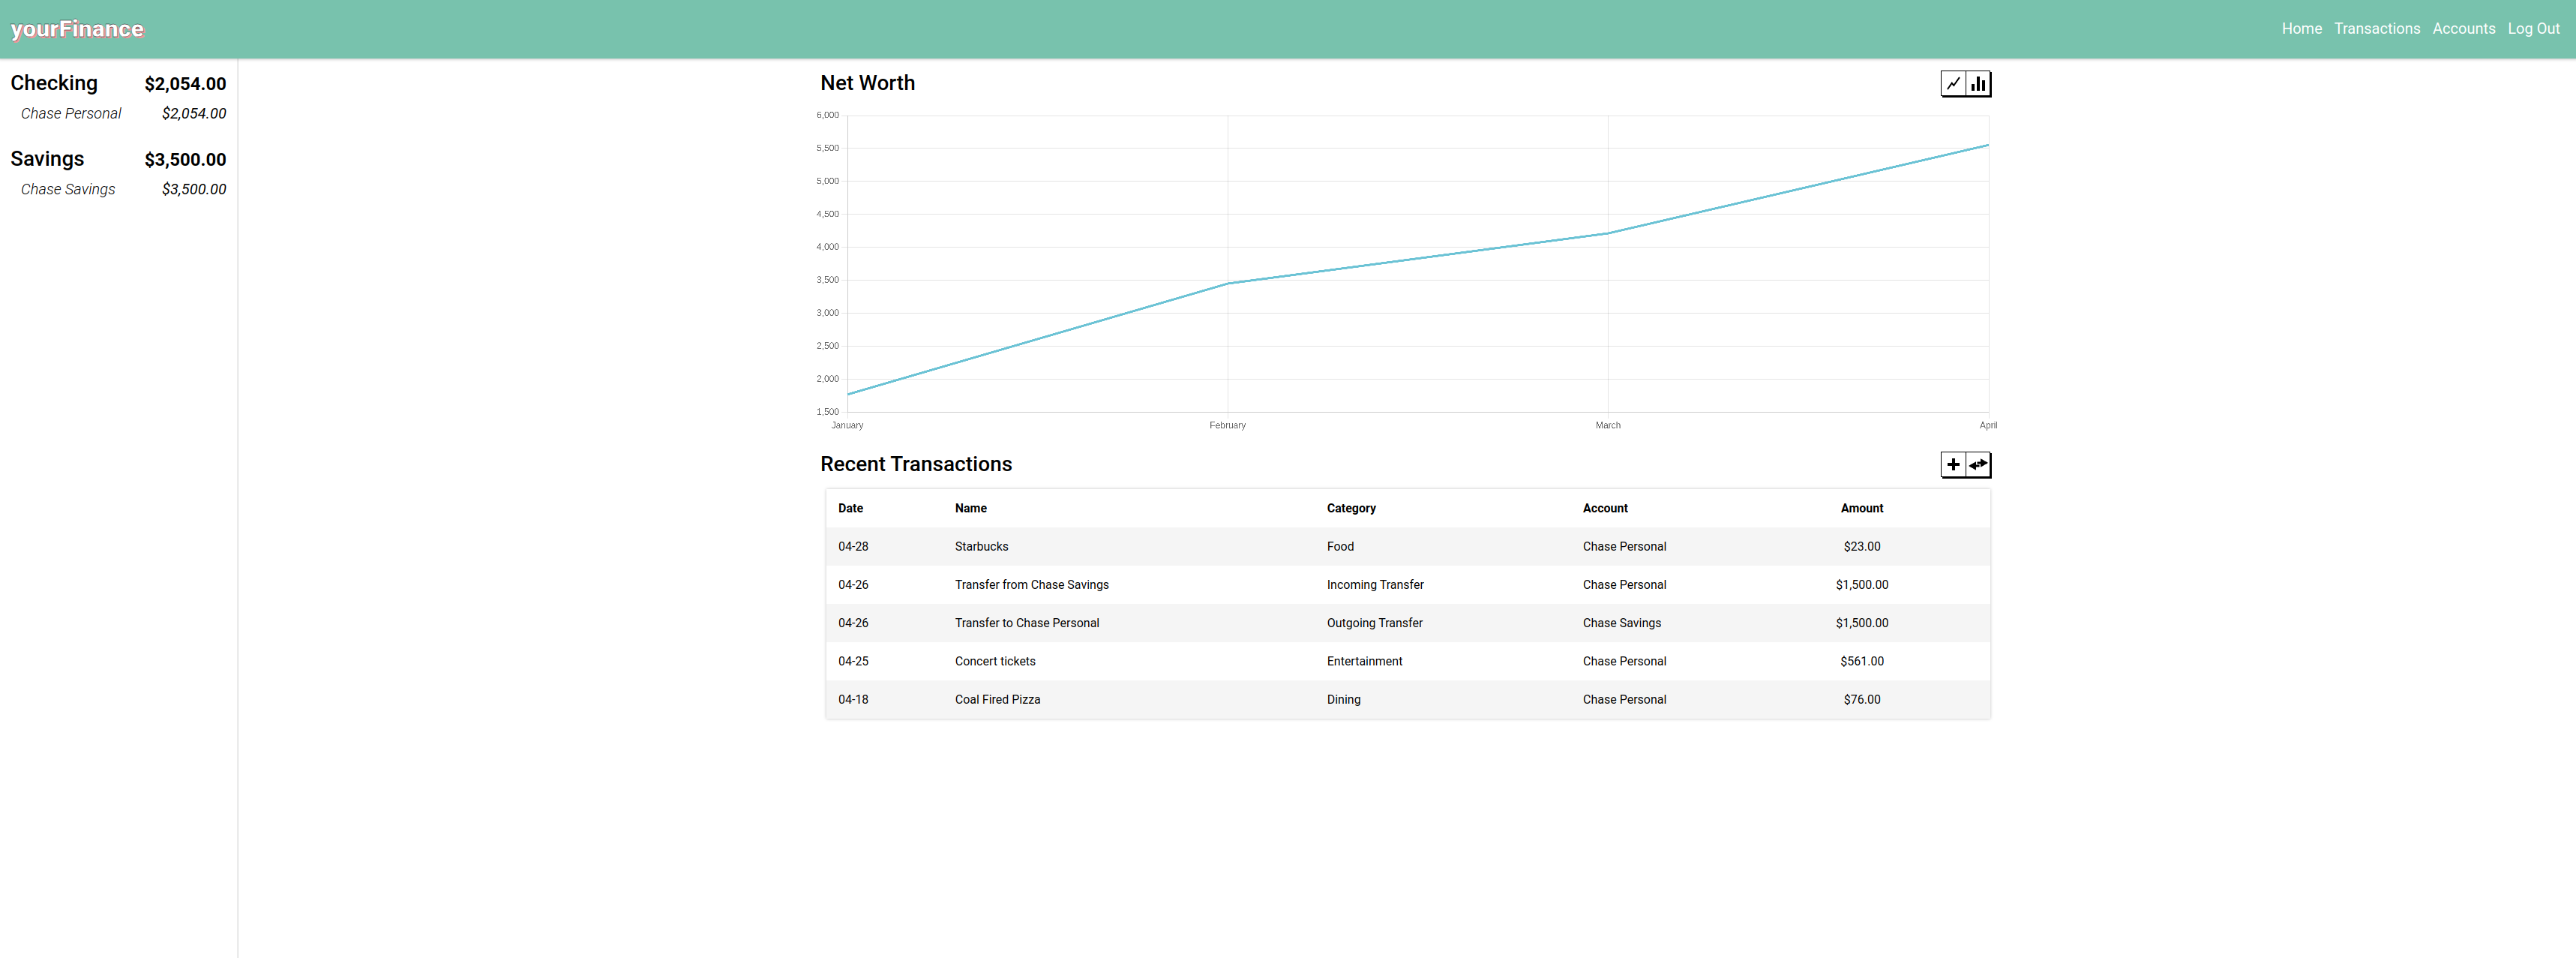 yourFinance
Home Transactions Accounts Log Out
Checking $2,054.00
Chase Personal $2,054.00
Savings $3,500.00
Chase Savings $3,500.00
Net Worth
6,000
5,500
5,000
4,500
4,000
3,500
3,000
2,500
2,000
1,500
January February March April
Recent Transactions
Date Name Category Account Amount
04-28 Starbucks Food Chase Personal $23.00
04-26 Transfer from Chase Savings Incoming Transfer Chase Personal $1,500.00
04-26 Transfer to Chase Personal Outgoing Transfer Chase Savings $1,500.00
04-25 Concert tickets Entertainment Chase Personal $561.00
04-18 Coal Fired Pizza Dining Chase Personal $76.00